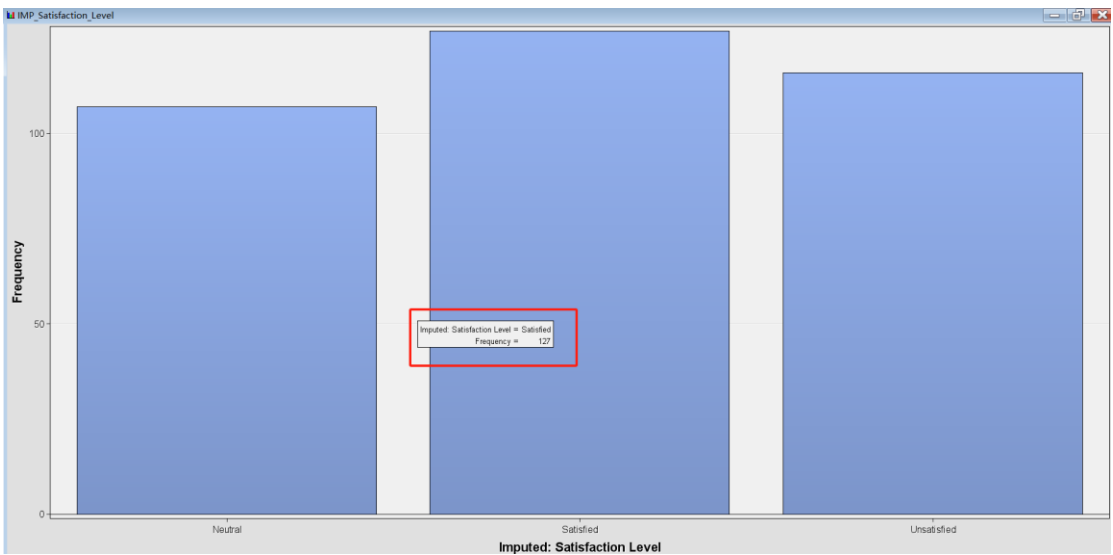 IMP_Satisfaction_Level
100
50
0
Frequency
Imputed: Satisfaction Level = Satisfied
Frequency = 127
Neutral
Satisfied
Unsatisfied
Imputed: Satisfaction Level